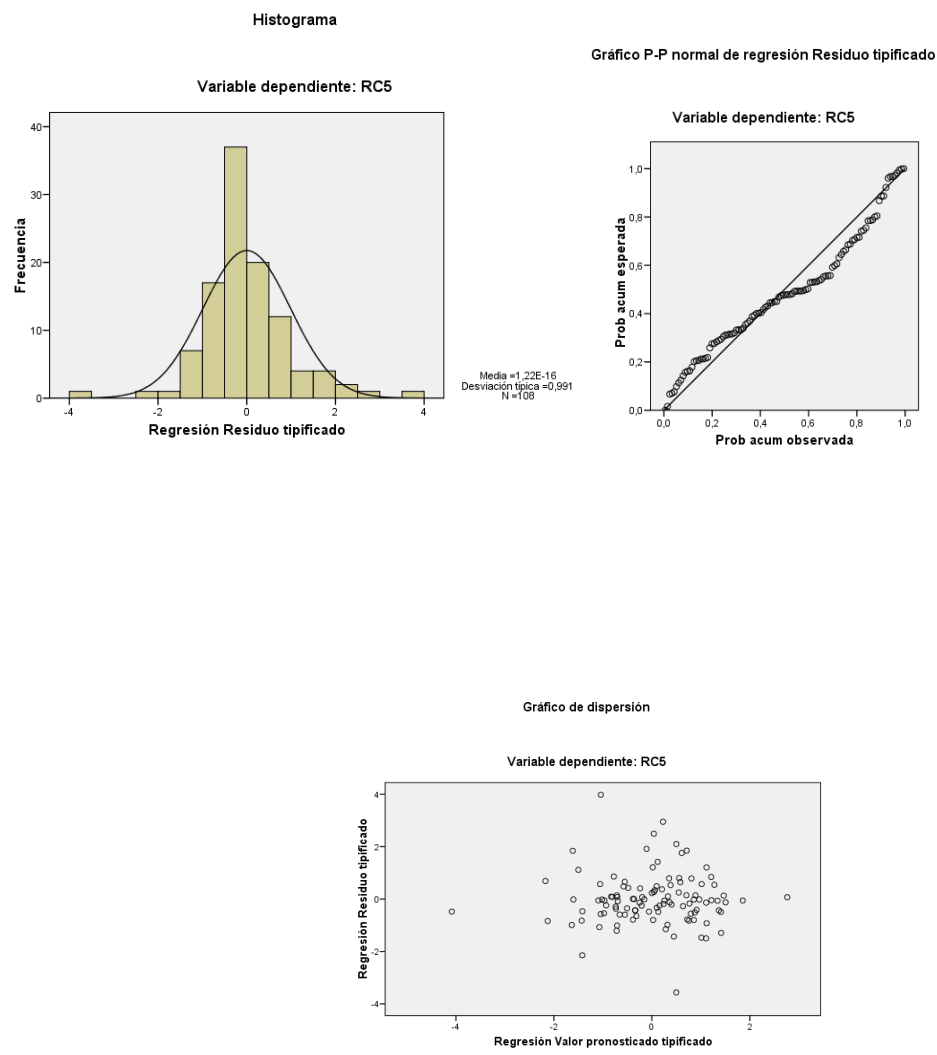 Histograma
Variable dependiente: RC5
Frecuencia
40
30
20
10
0
-4
-2
0
2
4
Regresión Residuo tipificado
Media =1,22E-16
Desviación típica =0,991
N =108
Gráfico P-P normal de regresión Residuo tipificado
Variable dependiente: RC5
Prob acum esperada
1,0
0,8
0,6
0,4
0,2
0,0
0,0
0,2
0,4
0,6
0,8
1,0
Prob acum observada
Gráfico de dispersión
Variable dependiente: RC5
Regresión Residuo tipificado
4
2
0
-2
-4
-4
-2
0
2
Regresión Valor pronosticado tipificado